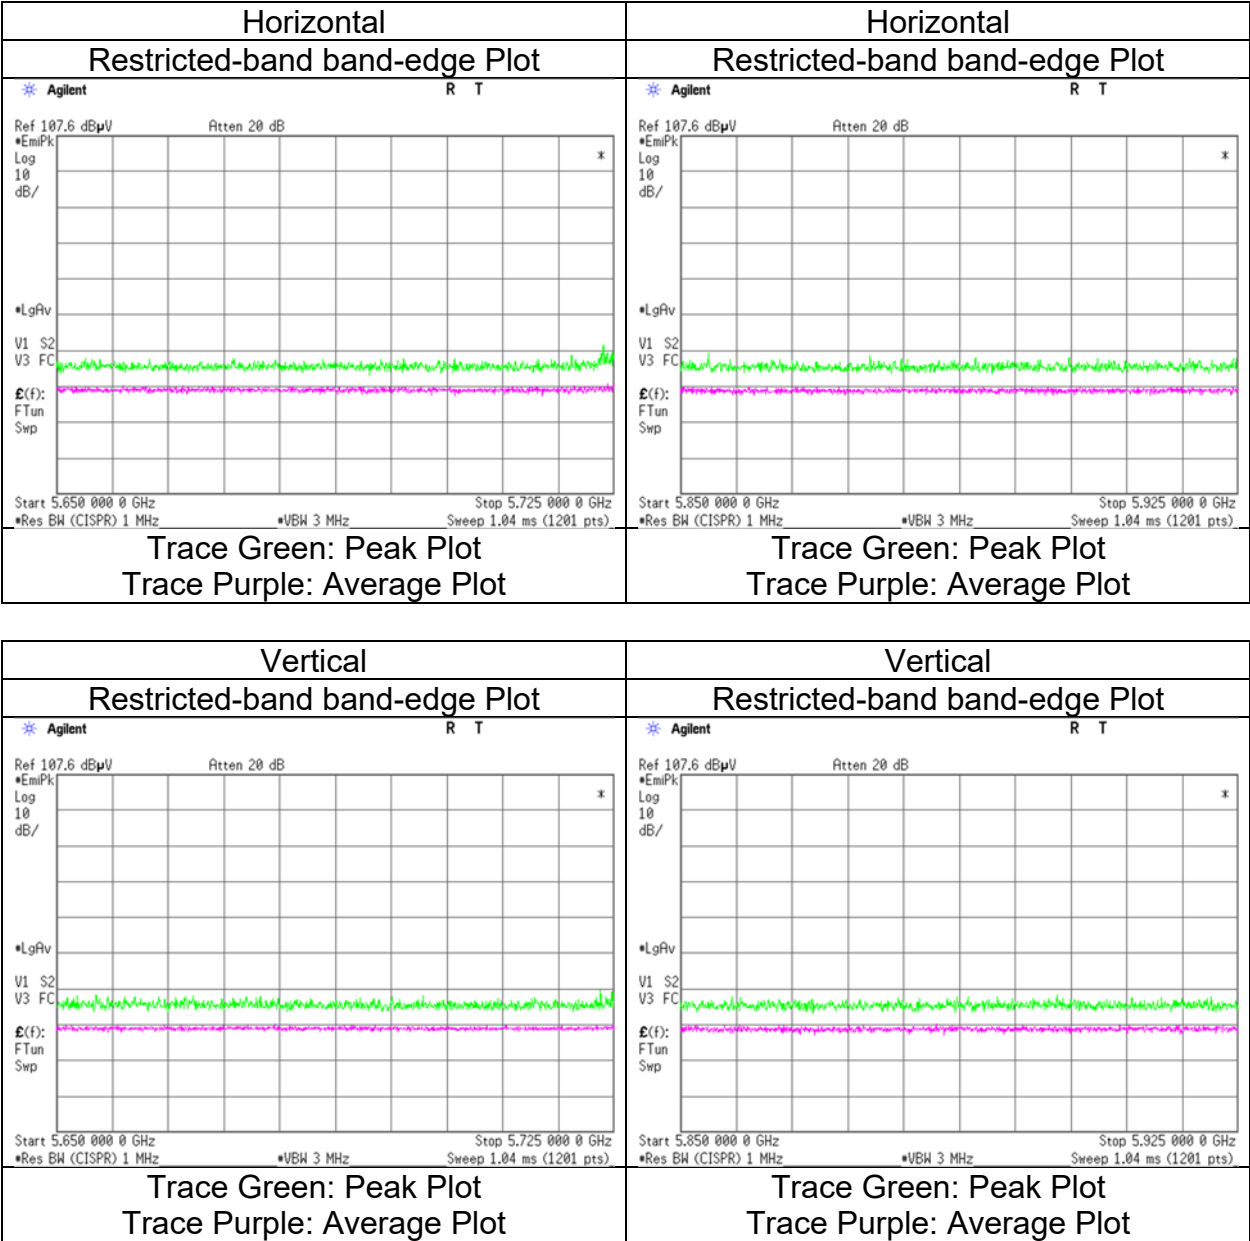 Horizontal
Horizontal
Restricted-band band-edge Plot
Restricted-band band-edge Plot
Agilent R T
Ref 107.6 dBµV Atten 20 dB
*EmiPk
Log
10
dB/
*
*LgAv
V1 S2
V3 FC
£(f):
FTun
Swp
Start 5.650 000 0 GHz Stop 5.725 000 0 GHz
*Res BW (CISPR) 1 MHz *VBW 3 MHz Sweep 1.04 ms (1201 pts)
Agilent R T
Ref 107.6 dBµV Atten 20 dB
*EmiPk
Log
10
dB/
*
*LgAv
V1 S2
V3 FC
£(f):
FTun
Swp
Start 5.850 000 0 GHz Stop 5.925 000 0 GHz
*Res BW (CISPR) 1 MHz *VBW 3 MHz Sweep 1.04 ms (1201 pts)
Trace Green: Peak Plot
Trace Purple: Average Plot
Trace Green: Peak Plot
Trace Purple: Average Plot
Vertical
Vertical
Restricted-band band-edge Plot
Restricted-band band-edge Plot
Agilent R T
Ref 107.6 dBµV Atten 20 dB
*EmiPk
Log
10
dB/
*
*LgAv
V1 S2
V3 FC
£(f):
FTun
Swp
Start 5.650 000 0 GHz Stop 5.725 000 0 GHz
*Res BW (CISPR) 1 MHz *VBW 3 MHz Sweep 1.04 ms (1201 pts)
Agilent R T
Ref 107.6 dBµV Atten 20 dB
*EmiPk
Log
10
dB/
*
*LgAv
V1 S2
V3 FC
£(f):
FTun
Swp
Start 5.850 000 0 GHz Stop 5.925 000 0 GHz
*Res BW (CISPR) 1 MHz *VBW 3 MHz Sweep 1.04 ms (1201 pts)
Trace Green: Peak Plot
Trace Purple: Average Plot
Trace Green: Peak Plot
Trace Purple: Average Plot